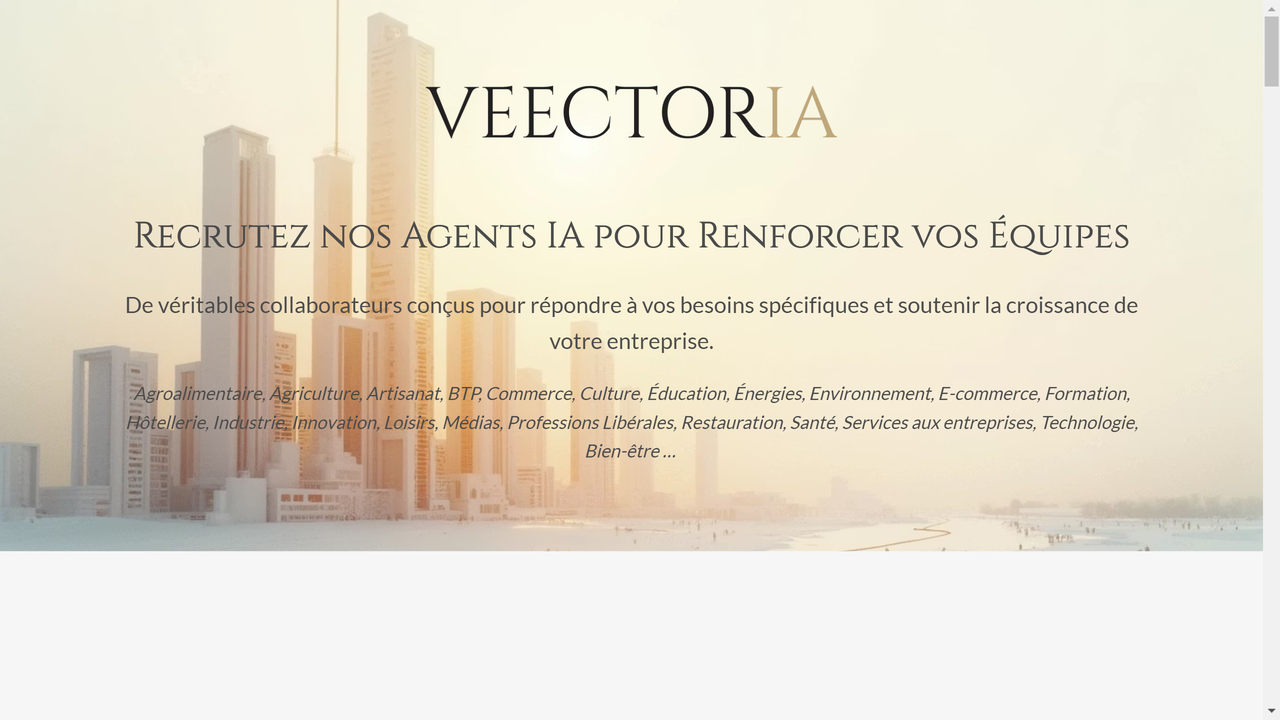 VEECTORIA
Recrutez nos Agents IA pour Renforcer vos Équipes
De véritables collaborateurs conçus pour répondre à vos besoins spécifiques et soutenir la croissance de
votre entreprise.
Agroalimentaire, Agriculture, Artisanat, BTP, Commerce, Culture, Éducation, Énergies, Environnement, E-commerce, Formation,
Hôtellerie, Industrie, Innovation, Loisirs, Médias, Professions Libérales, Restauration, Santé, Services aux entreprises, Technologie,
Bien-être ...